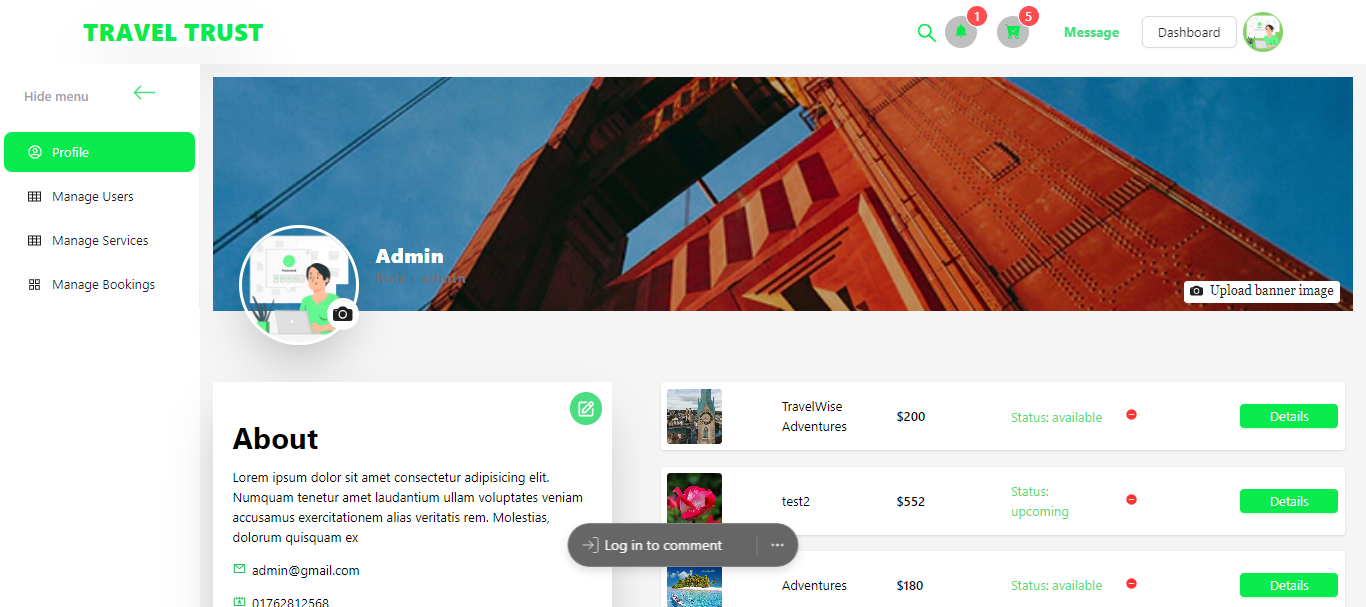 TRAVEL TRUST
1
5
Message
Dashboard
Hide menu
Profile
Manage Users
Manage Services
Manage Bookings
Admin
Role : admin
Upload banner image
About
Lorem ipsum dolor sit amet consectetur adipisicing elit.
Numquam tenetur amet laudantium ullam voluptates veniam
accusamus exercitationem alias veritatis rem. Molestias,
dolorum quisquam ex
admin@gmail.com
01762812568
TravelWise
Adventures
$200
Status: available
Details
test2
$552
Status:
upcoming
Details
Log in to comment
Adventures
$180
Status: available
Details